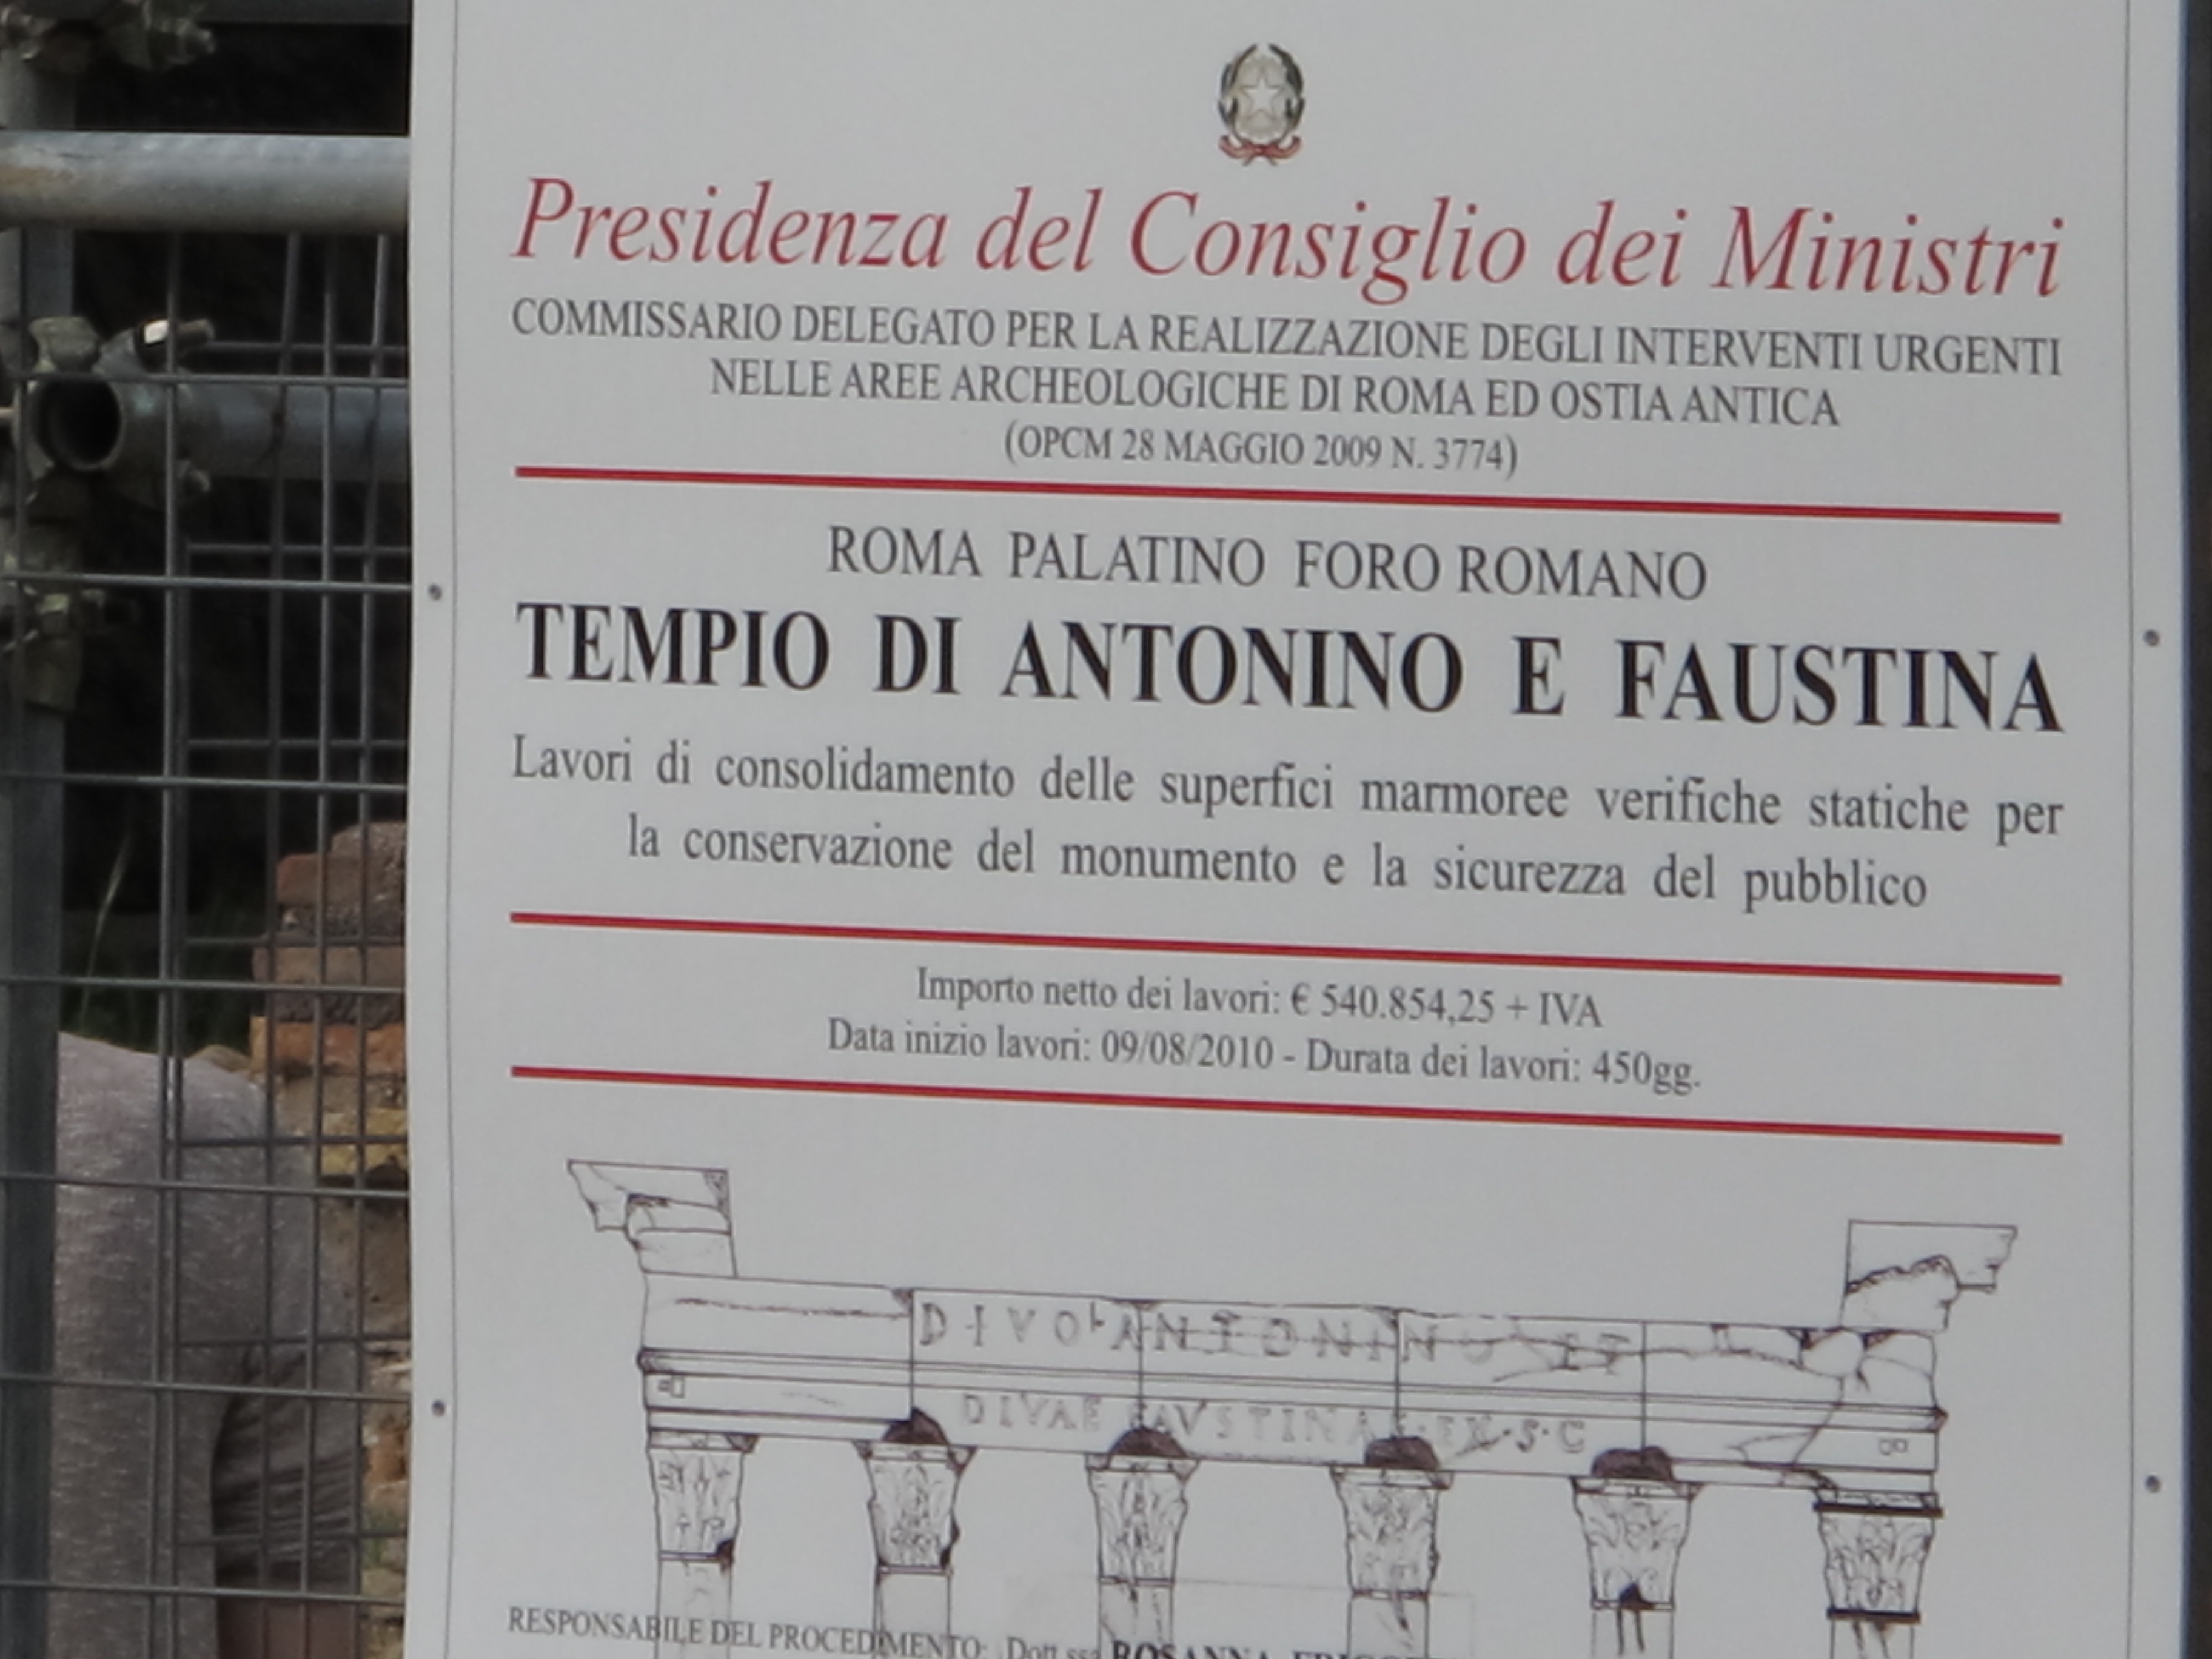 Presidenza del Consiglio dei Ministri
COMMISSARIO DELEGATO PER LA REALIZZAZIONE DEGLI INTERVENTI URGENTI
NELLE AREE ARCHEOLOGICHE DI ROMA ED OSTIA ANTICA
(OPCM 28 MAGGIO 2009 N. 3774)
ROMA PALATINO FORO ROMANO
TEMPIO DI ANTONINO E FAUSTINA
Lavori di consolidamento delle superfici marmoree verifiche statiche per
la conservazione del monumento e la sicurezza del pubblico
Importo netto dei lavori: € 540.854,25 + IVA
Data inizio lavori: 09/08/2010 - Durata dei lavori: 450gg.
DIVO ANTONINO ET
DIVAE FAVSTINAE·EX·S·C
RESPONSABILE DEL PROCEDIMENTO: Dott.ssa ROSANNA